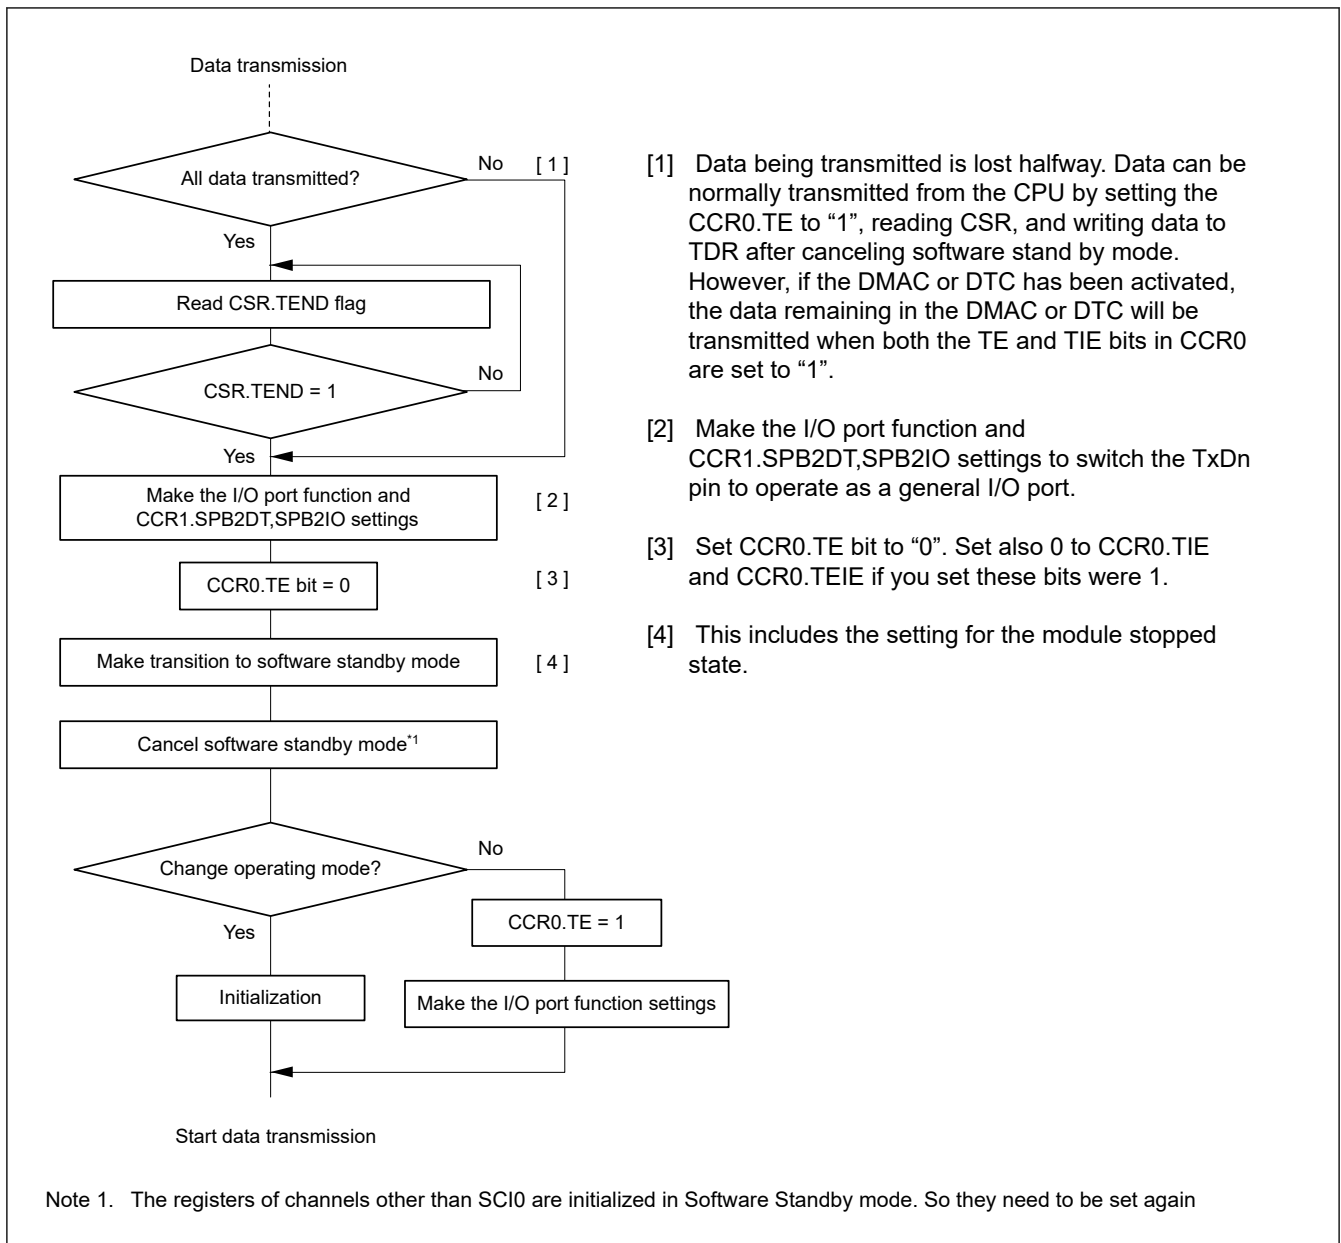 Data transmission
All data transmitted?
No
[ 1 ]
Yes
Read CSR.TEND flag
CSR.TEND = 1
No
Yes
Make the I/O port function and
CCR1.SPB2DT,SPB2IO settings
[ 2 ]
CCR0.TE bit = 0
[ 3 ]
Make transition to software standby mode
[ 4 ]
Cancel software standby mode*1
Change operating mode?
No
Yes
CCR0.TE = 1
Initialization
Make the I/O port function settings
Start data transmission
[1] Data being transmitted is lost halfway. Data can be
normally transmitted from the CPU by setting the
CCR0.TE to “1”, reading CSR, and writing data to
TDR after canceling software stand by mode.
However, if the DMAC or DTC has been activated,
the data remaining in the DMAC or DTC will be
transmitted when both the TE and TIE bits in CCR0
are set to “1”.
[2] Make the I/O port function and
CCR1.SPB2DT,SPB2IO settings to switch the TxDn
pin to operate as a general I/O port.
[3] Set CCR0.TE bit to “0”. Set also 0 to CCR0.TIE
and CCR0.TEIE if you set these bits were 1.
[4] This includes the setting for the module stopped
state.
Note 1. The registers of channels other than SCI0 are initialized in Software Standby mode. So they need to be set again